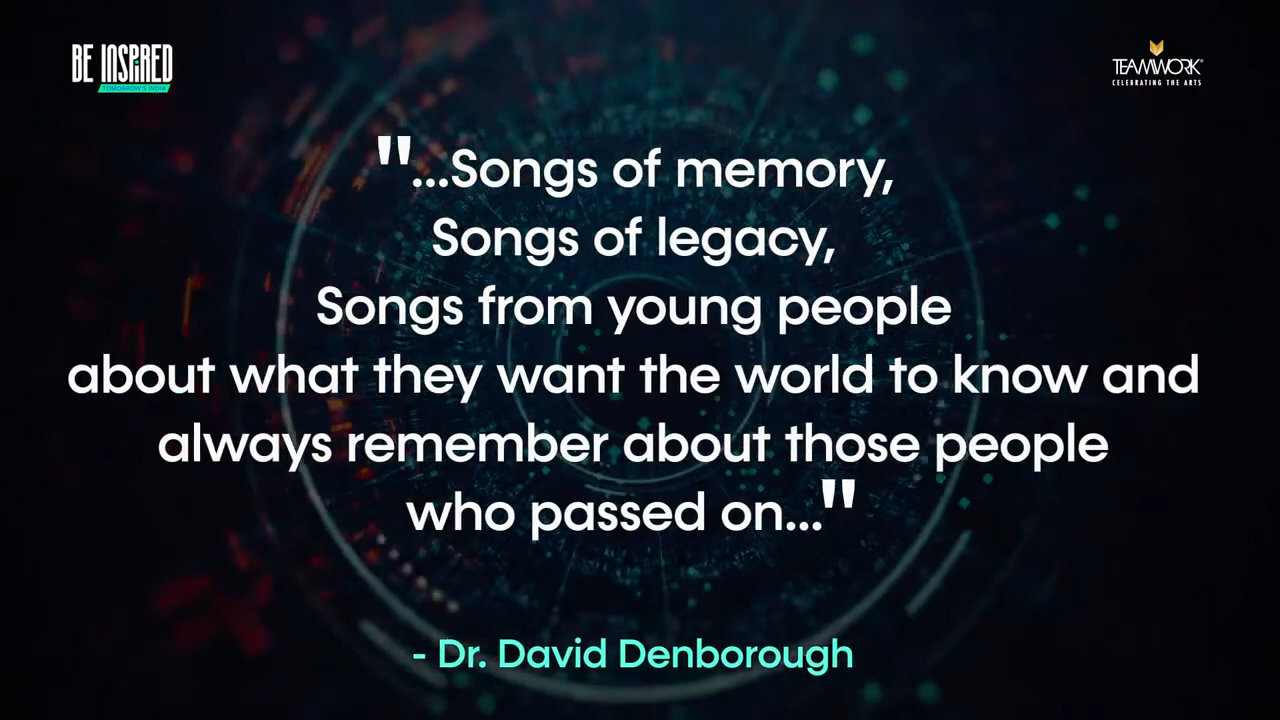 BE INSPIRED
TOMORROW'S INDIA
TEAMWORK®
CELEBRATING THE ARTS
"...Songs of memory,
Songs of legacy,
Songs from young people
about what they want the world to know and
always remember about those people
who passed on..."
- Dr. David Denborough